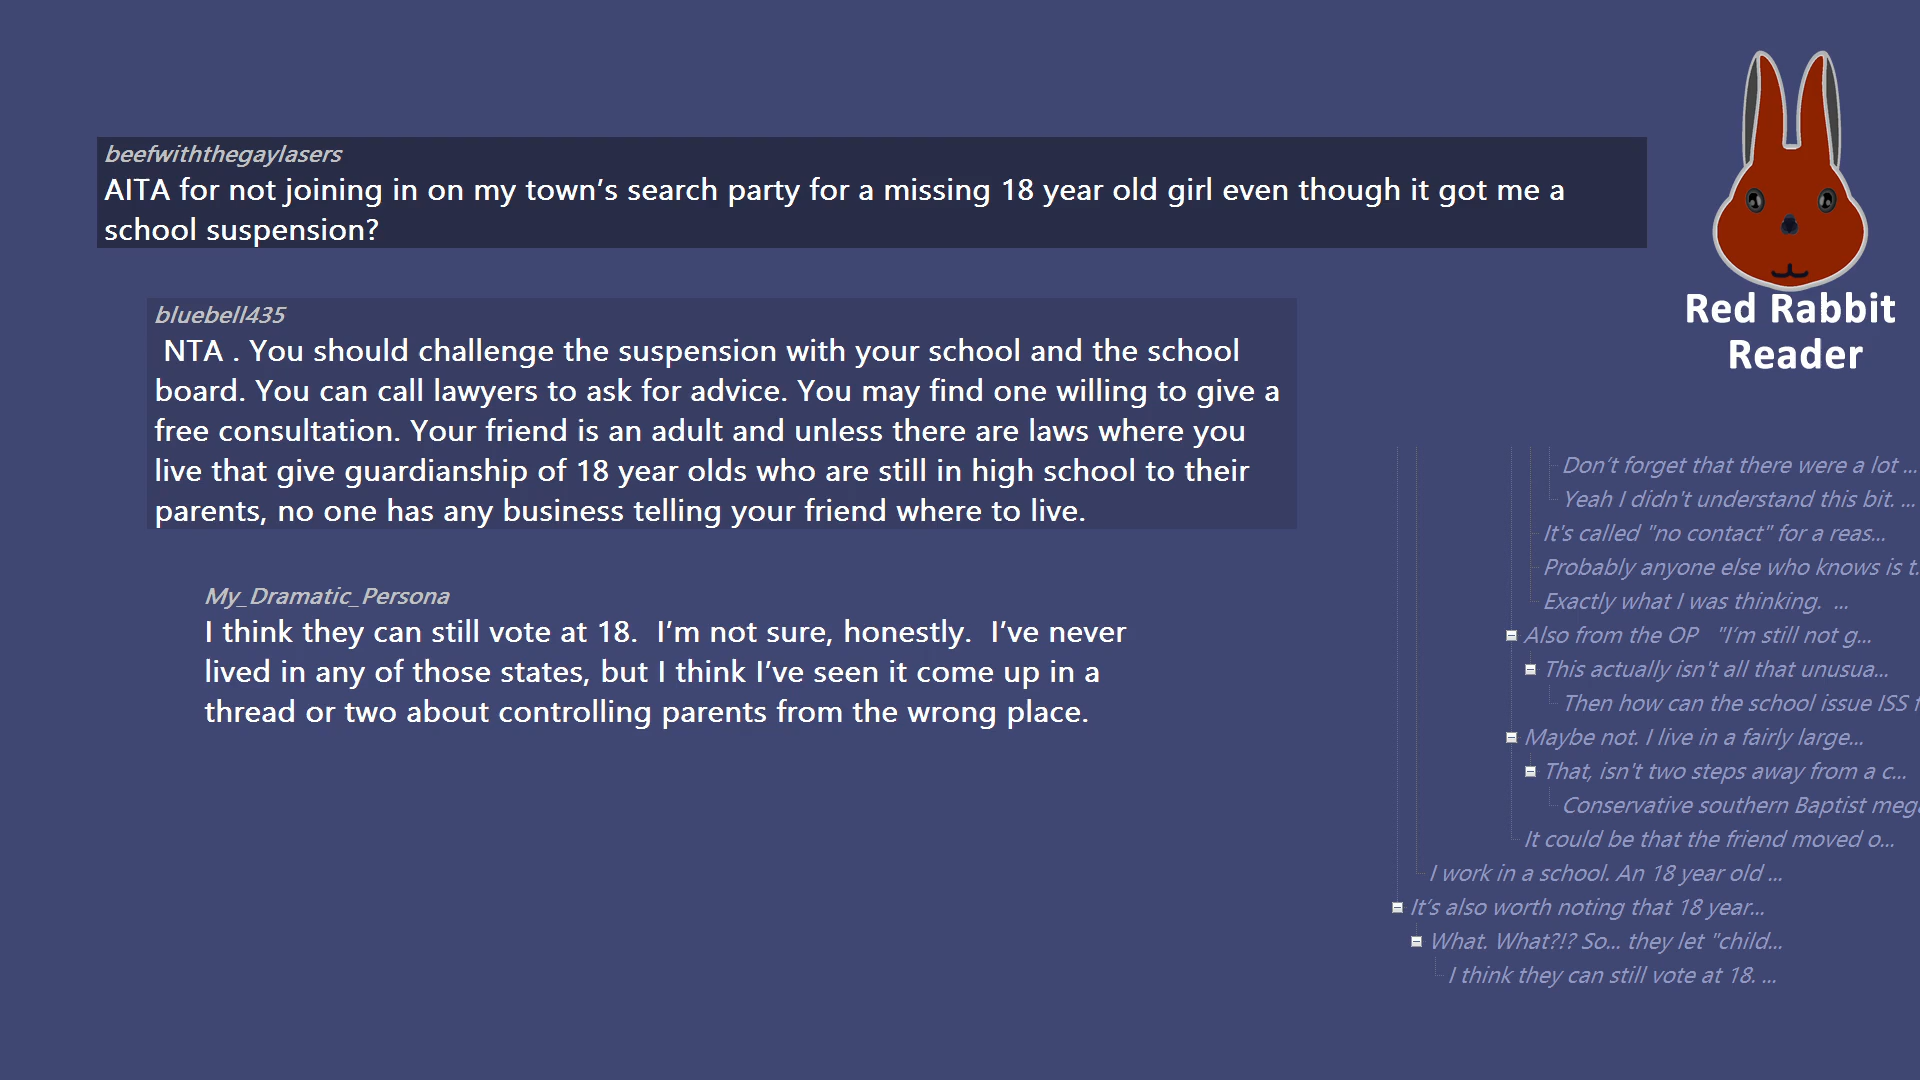 beefwiththegaylasers
AITA for not joining in on my town’s search party for a missing 18 year old girl even though it got me a
school suspension?
bluebell435
NTA . You should challenge the suspension with your school and the school
board. You can call lawyers to ask for advice. You may find one willing to give a
free consultation. Your friend is an adult and unless there are laws where you
live that give guardianship of 18 year olds who are still in high school to their
parents, no one has any business telling your friend where to live.
My_Dramatic_Persona
I think they can still vote at 18.  I’m not sure, honestly.  I’ve never
lived in any of those states, but I think I’ve seen it come up in a
thread or two about controlling parents from the wrong place.
Red Rabbit
Reader
Don’t forget that there were a lot ...
Yeah I didn't understand this bit. ...
It's called "no contact" for a reas...
Probably anyone else who knows is t.
Exactly what I was thinking.  ...
Also from the OP   "I’m still not g...
This actually isn't all that unusua...
Then how can the school issue ISS f
Maybe not. I live in a fairly large...
That, isn't two steps away from a c...
Conservative southern Baptist mega
It could be that the friend moved o...
I work in a school. An 18 year old ...
It’s also worth noting that 18 year...
What. What?!? So... they let "child...
I think they can still vote at 18. ...